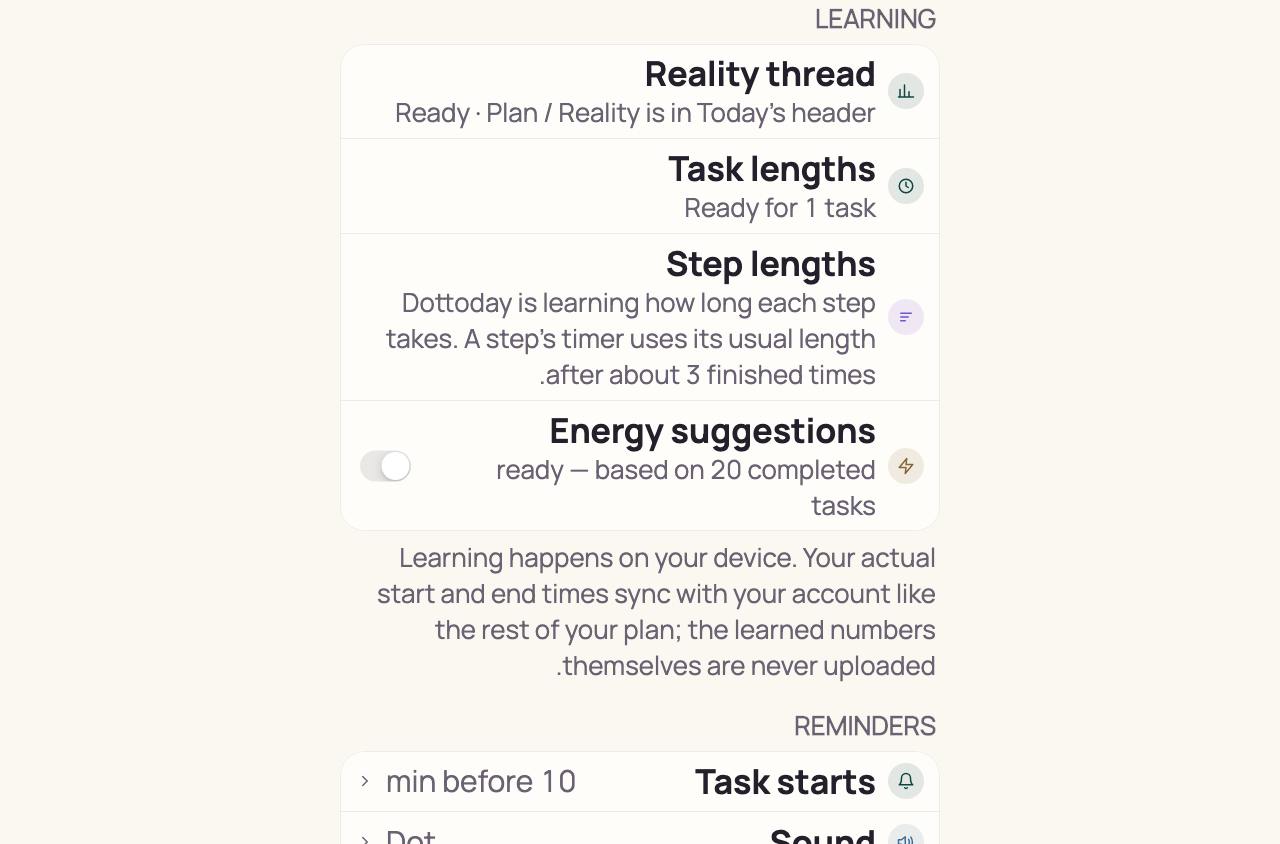 LEARNING
Reality thread
Ready · Plan / Reality is in Today's header
Task lengths
Ready for 1 task
Step lengths
Dottoday is learning how long each step
takes. A step's timer uses its usual length
.after about 3 finished times
Energy suggestions
ready — based on 20 completed
tasks
Learning happens on your device. Your actual
start and end times sync with your account like
the rest of your plan; the learned numbers
.themselves are never uploaded
REMINDERS
Task starts
min before 10
Sound
Dot